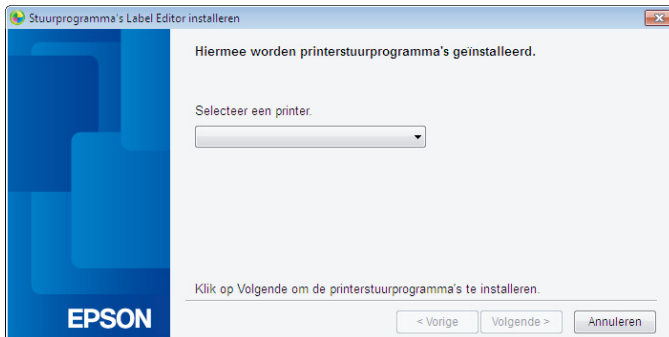 Stuurprogramma's Label Editor installeren
Hiermee worden printerstuurprogramma's geïnstalleerd.
Selecteer een printer.
Klik op Volgende om de printerstuurprogramma's te installeren.
EPSON
< Vorige
Volgende >
Annuleren